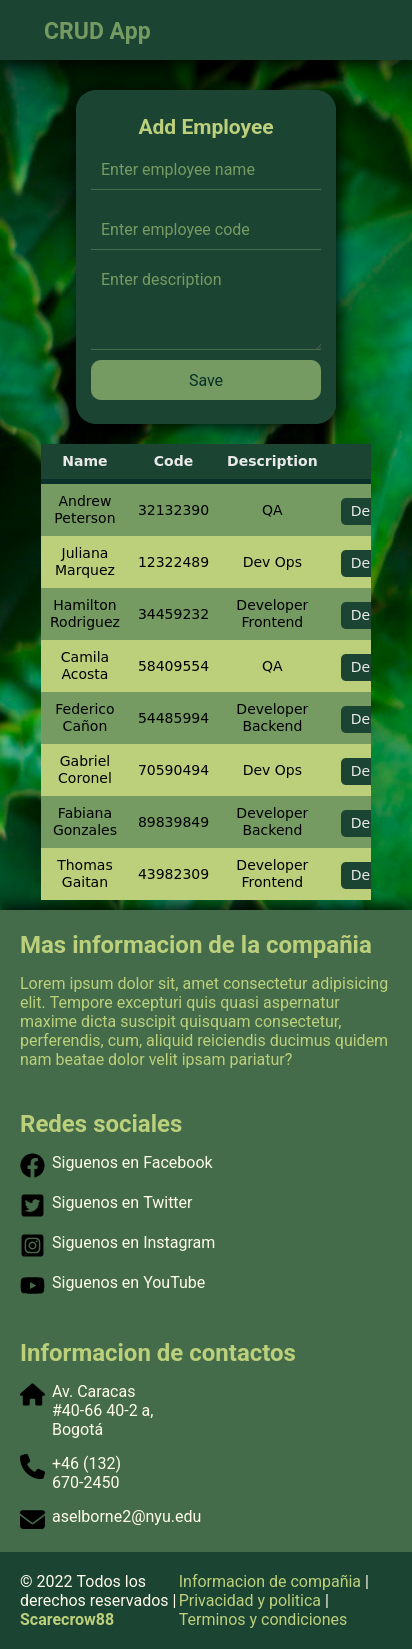 CRUD App
Add Employee
Enter employee name
Enter employee code
Enter description
Save
Name Code Description
Andrew Peterson 32132390 QA De
Juliana Marquez 12322489 Dev Ops De
Hamilton Rodriguez 34459232 Developer Frontend De
Camila Acosta 58409554 QA De
Federico Cañon 54485994 Developer Backend De
Gabriel Coronel 70590494 Dev Ops De
Fabiana Gonzales 89839849 Developer Backend De
Thomas Gaitan 43982309 Developer Frontend De
Mas informacion de la compañia
Lorem ipsum dolor sit, amet consectetur adipisicing
elit. Tempore excepturi quis quasi aspernatur
maxime dicta suscipit quisquam consectetur,
perferendis, cum, aliquid reiciendis ducimus quidem
nam beatae dolor velit ipsam pariatur?
Redes sociales
Siguenos en Facebook
Siguenos en Twitter
Siguenos en Instagram
Siguenos en YouTube
Informacion de contactos
Av. Caracas
#40-66 40-2 a,
Bogotá
+46 (132)
670-2450
aselborne2@nyu.edu
© 2022 Todos los
derechos reservados |
Scarecrow88
Informacion de compañia |
Privacidad y politica |
Terminos y condiciones